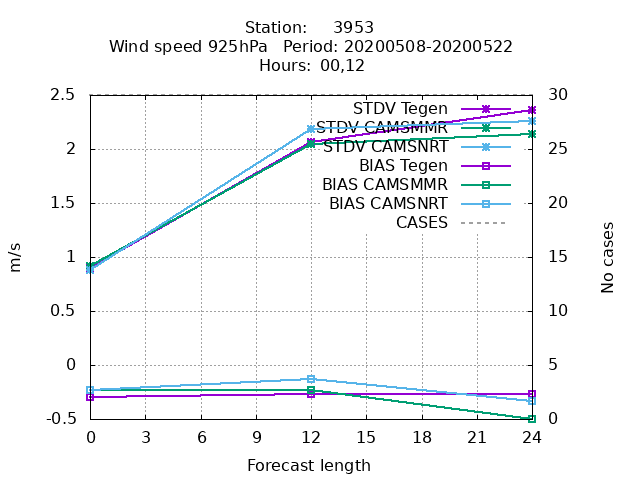 Station: 3953
Wind speed 925hPa Period: 20200508-20200522
Hours: 00,12
2.5
2
1.5
1
0.5
0
-0.5
30
25
20
15
10
5
0
0 3 6 9 12 15 18 21 24
m/s
No cases
Forecast length
STDV Tegen
STDV CAMSMMR
STDV CAMSNRT
BIAS Tegen
BIAS CAMSMMR
BIAS CAMSNRT
CASES